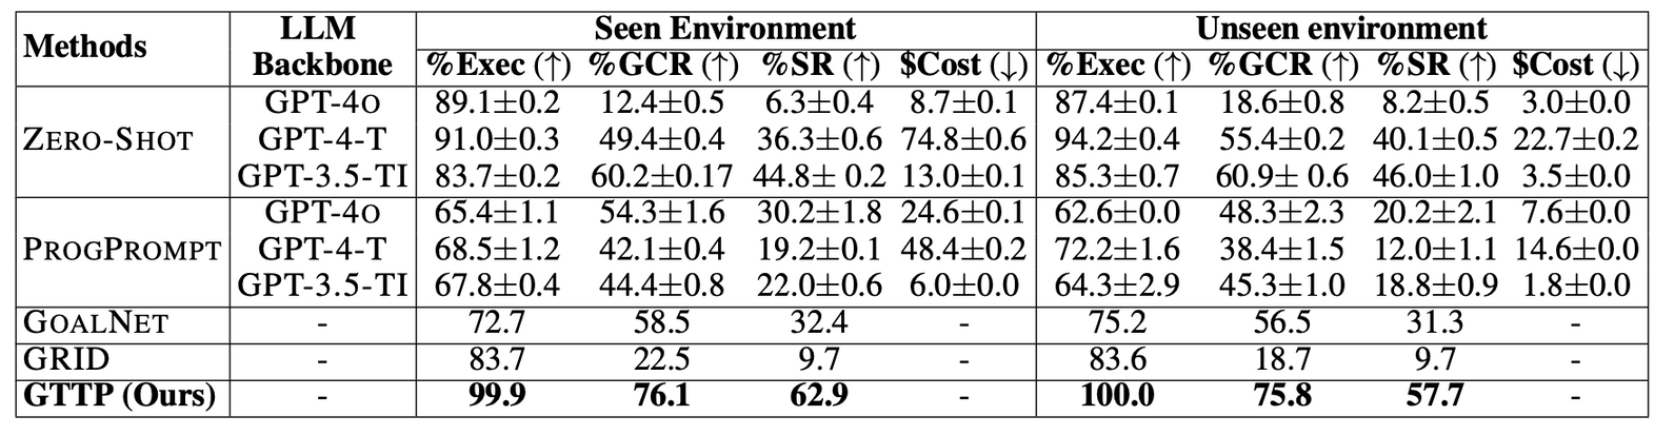 Methods LLM Backbone Seen Environment Unseen environment
%Exec (↑) %GCR (↑) %SR (↑) $Cost (↓) %Exec (↑) %GCR (↑) %SR (↑) $Cost (↓)
ZERO-SHOT GPT-4O 89.1±0.2 12.4±0.5 6.3±0.4 8.7±0.1 87.4±0.1 18.6±0.8 8.2±0.5 3.0±0.0
GPT-4-T 91.0±0.3 49.4±0.4 36.3±0.6 74.8±0.6 94.2±0.4 55.4±0.2 40.1±0.5 22.7±0.2
GPT-3.5-TI 83.7±0.2 60.2±0.17 44.8± 0.2 13.0±0.1 85.3±0.7 60.9± 0.6 46.0±1.0 3.5±0.0
PROGPROMPT GPT-4O 65.4±1.1 54.3±1.6 30.2±1.8 24.6±0.1 62.6±0.0 48.3±2.3 20.2±2.1 7.6±0.0
GPT-4-T 68.5±1.2 42.1±0.4 19.2±0.1 48.4±0.2 72.2±1.6 38.4±1.5 12.0±1.1 14.6±0.0
GPT-3.5-TI 67.8±0.4 44.4±0.8 22.0±0.6 6.0±0.0 64.3±2.9 45.3±1.0 18.8±0.9 1.8±0.0
GOALNET - 72.7 58.5 32.4 - 75.2 56.5 31.3 -
GRID - 83.7 22.5 9.7 - 83.6 18.7 9.7 -
GTTP (Ours) - 99.9 76.1 62.9 - 100.0 75.8 57.7 -